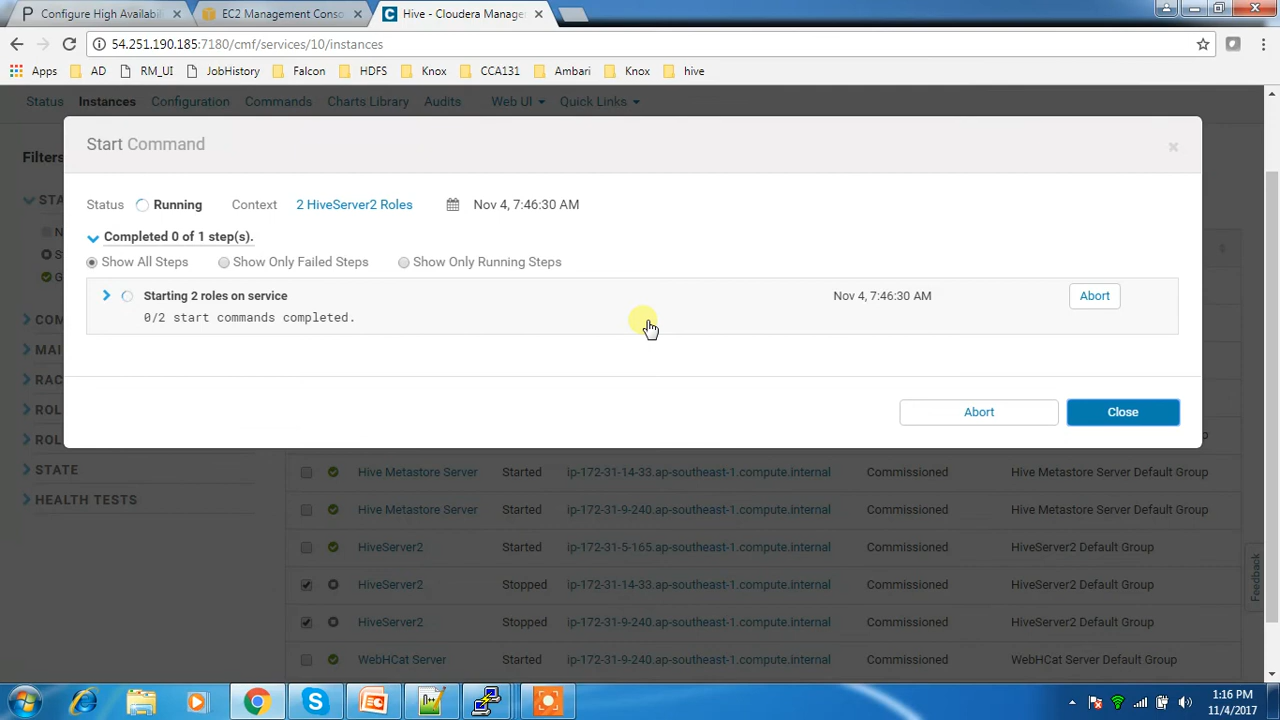 Configure High Availabi
EC2 Management Conso
Hive - Cloudera Manage
54.251.190.185:7180/cmf/services/10/instances
Apps AD RM_UI JobHistory Falcon HDFS Knox CCA131 Ambari Knox hive
Status Instances Configuration Commands Charts Library Audits Web UI Quick Links
Filters
Start Command
Status Running Context 2 HiveServer2 Roles Nov 4, 7:46:30 AM
Completed 0 of 1 step(s).
Show All Steps Show Only Failed Steps Show Only Running Steps
Starting 2 roles on service Nov 4, 7:46:30 AM Abort
0/2 start commands completed.
Abort Close
STA
N
S
G
COM
MAI
RAC
ROL
ROL
STATE
HEALTH TESTS
Hive Metastore Server Started ip-172-31-14-33.ap-southeast-1.compute.internal Commissioned Hive Metastore Server Default Group
Hive Metastore Server Started ip-172-31-9-240.ap-southeast-1.compute.internal Commissioned Hive Metastore Server Default Group
HiveServer2 Started ip-172-31-5-165.ap-southeast-1.compute.internal Commissioned HiveServer2 Default Group
HiveServer2 Stopped ip-172-31-14-33.ap-southeast-1.compute.internal Commissioned HiveServer2 Default Group
HiveServer2 Stopped ip-172-31-9-240.ap-southeast-1.compute.internal Commissioned HiveServer2 Default Group
WebHCat Server Started ip-172-31-9-240.ap-southeast-1.compute.internal Commissioned WebHCat Server Default Group
Feedback
1:16 PM
11/4/2017